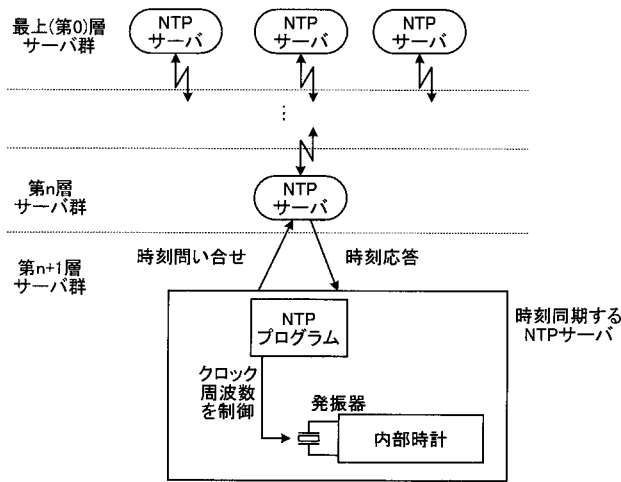 最上(第0)層
サーバ群
NTP
サーバ
NTP
サーバ
NTP
サーバ
⋮
第n層
サーバ群
NTP
サーバ
第n+1層
サーバ群
時刻問い合せ
時刻応答
時刻同期する
NTPサーバ
NTP
プログラム
クロック
周波数
を制御
発振器
内部時計